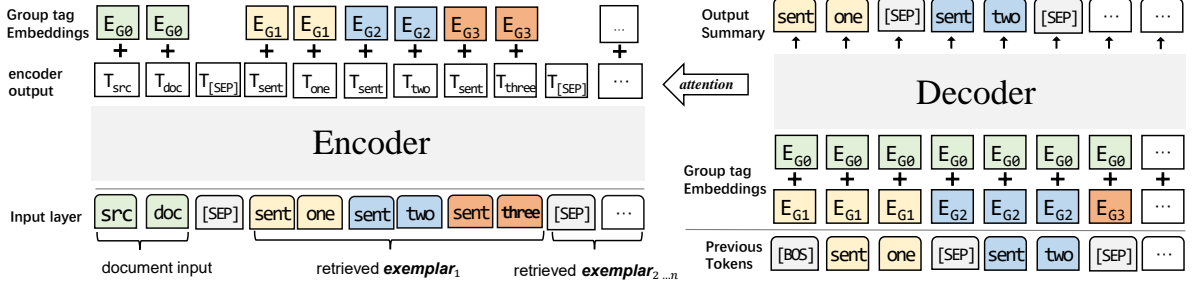 Group tag Embeddings
E_G0 E_G0 E_G1 E_G1 E_G2 E_G2 E_G3 E_G3 ...
+ + + + + + + + +
encoder output
T_src T_doc T_[SEP] T_sent T_one T_sent T_two T_sent T_three T_[SEP] ...
Encoder
Input layer
src doc [SEP] sent one sent two sent three [SEP] ...
document input
retrieved exemplar_1
retrieved exemplar_2 ...n
attention
Output Summary
sent one [SEP] sent two [SEP] ... ...
Decoder
Group tag Embeddings
E_G0 E_G0 E_G0 E_G0 E_G0 E_G0 E_G0 ...
+ + + + + + + +
E_G1 E_G1 E_G1 E_G2 E_G2 E_G2 E_G3 ...
Previous Tokens
[BOS] sent one [SEP] sent two [SEP] ...